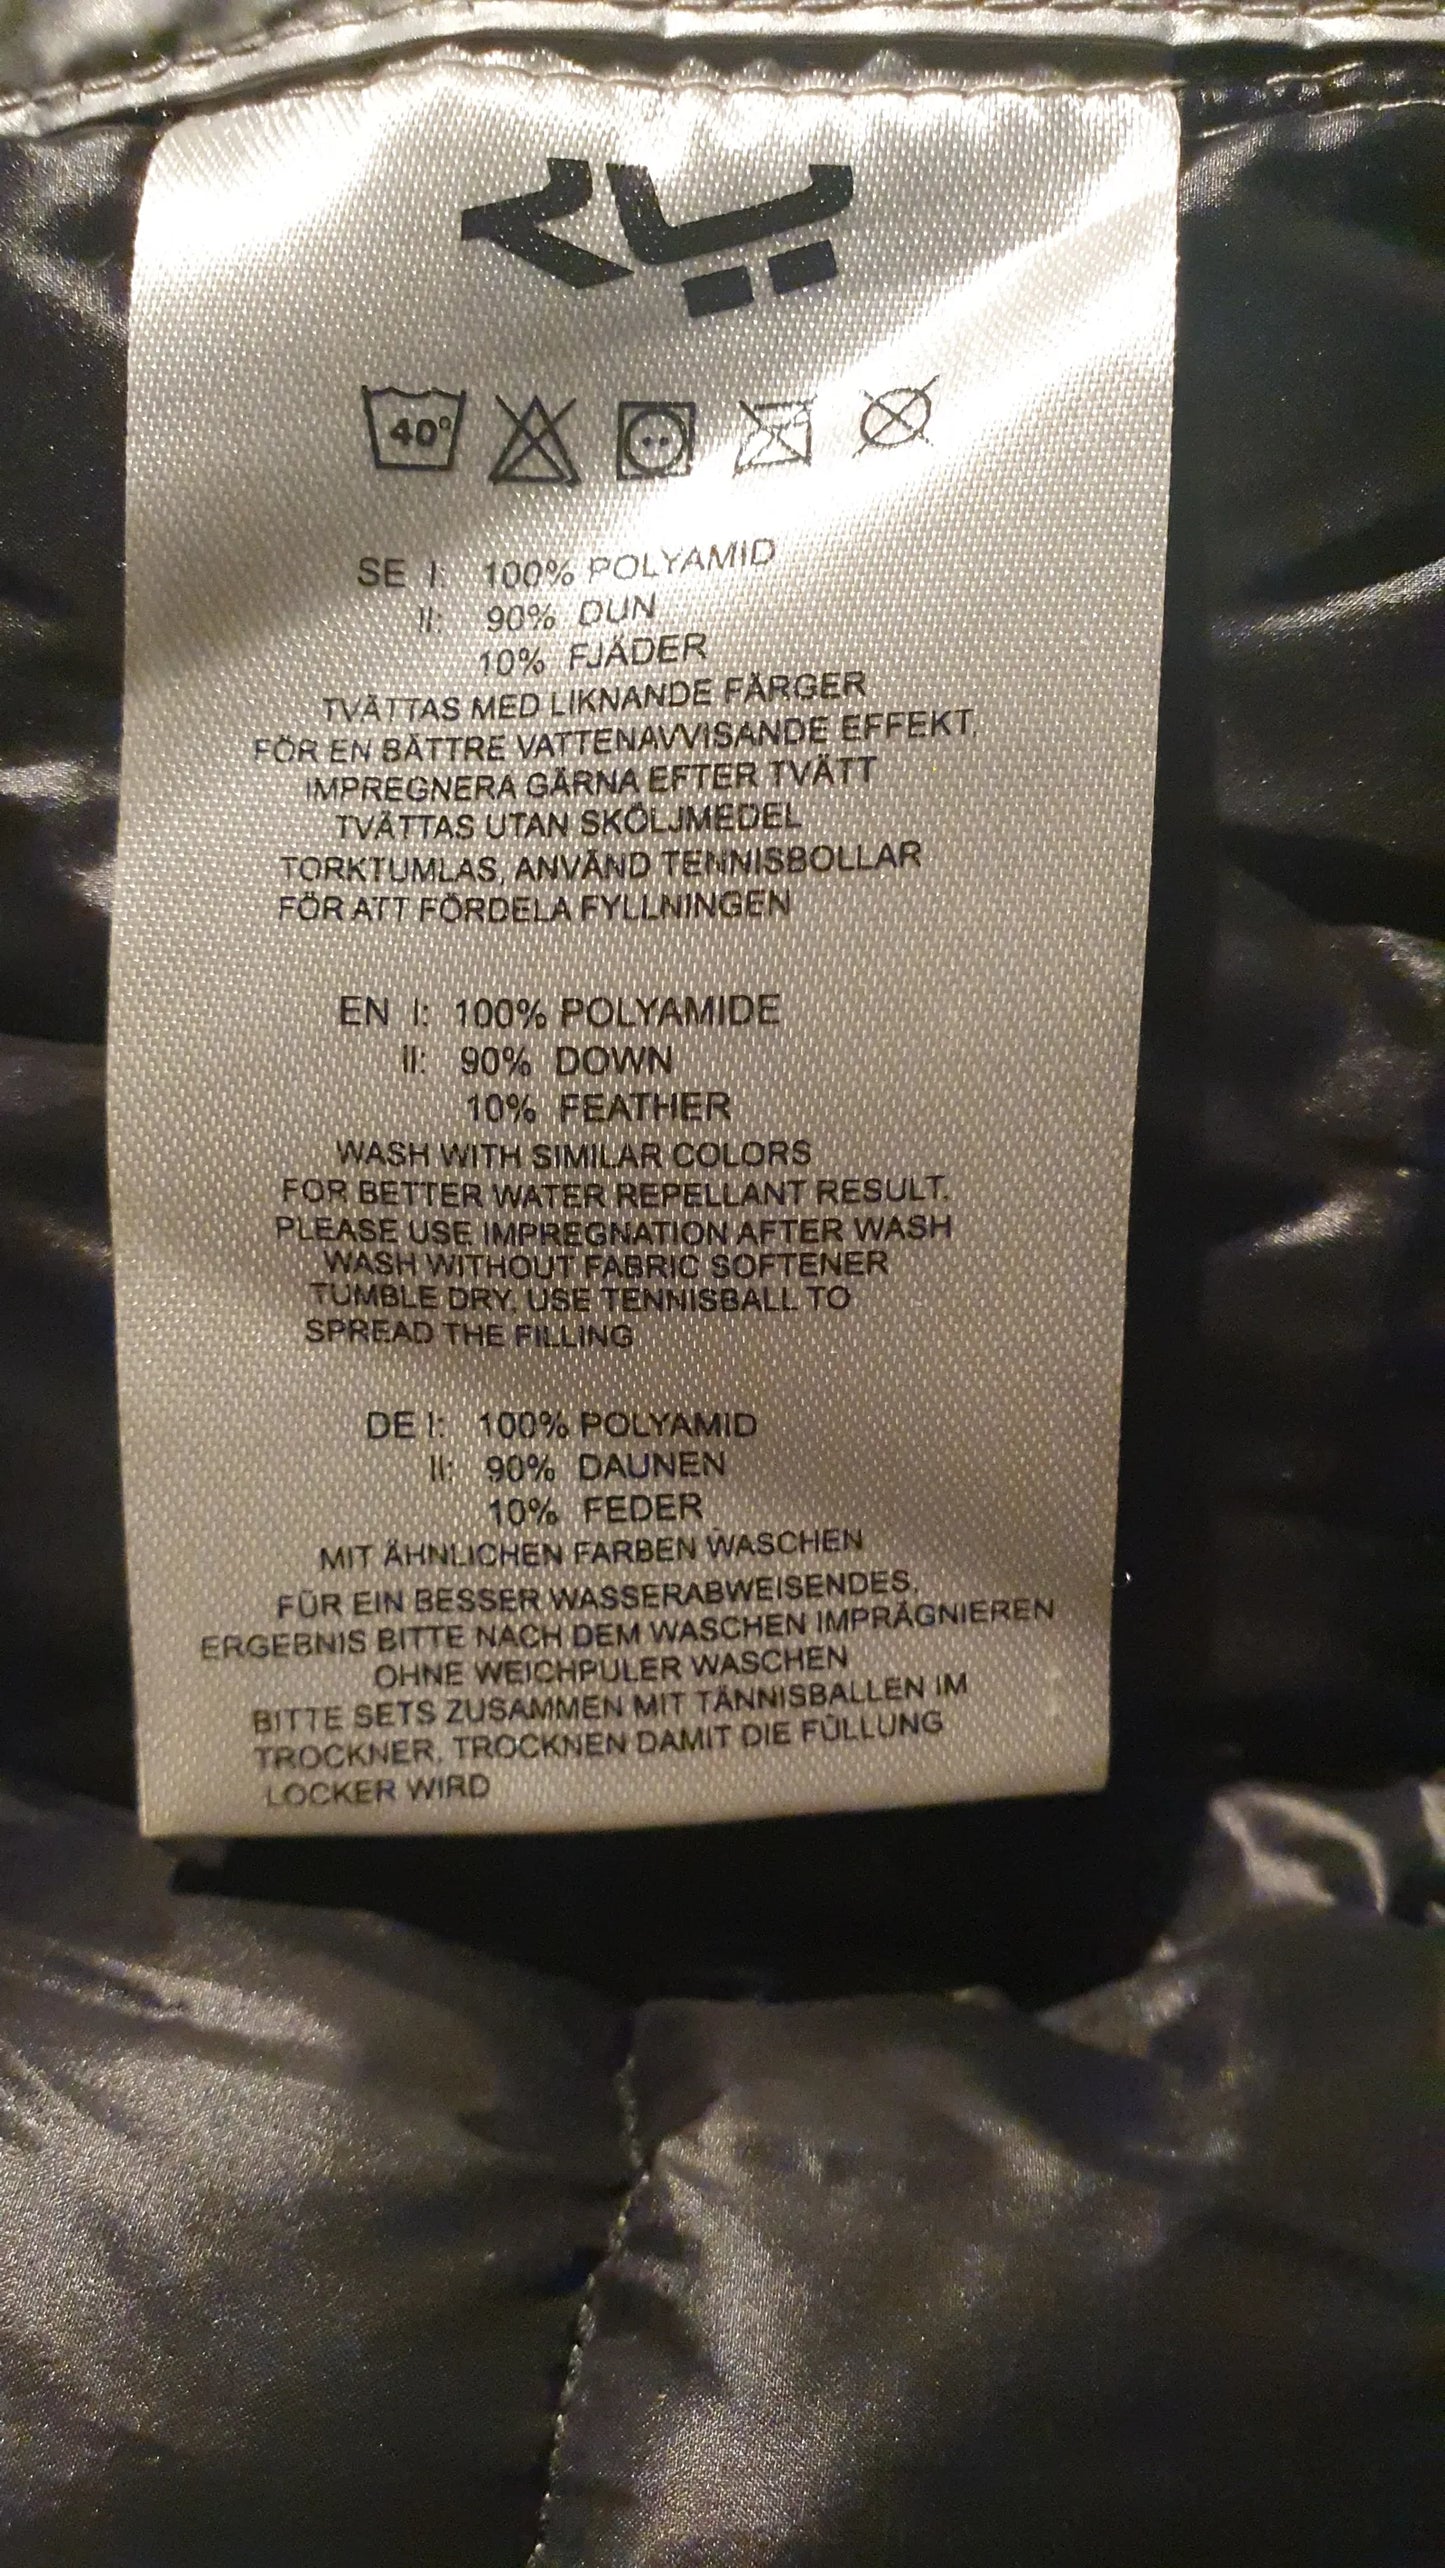 40°
SE I: 100% POLYAMID
II: 90% DUN
10% FJÄDER
TVÄTTAS MED LIKNANDE FÄRGER
FÖR EN BÄTTRE VATTENAVVISANDE EFFEKT,
IMPREGNERA GÄRNA EFTER TVÄTT
TVÄTTAS UTAN SKÖLJMEDEL
TORKTUMLAS, ANVÄND TENNISBOLLAR
FÖR ATT FÖRDELA FYLLNINGEN
EN I: 100% POLYAMIDE
II: 90% DOWN
10% FEATHER
WASH WITH SIMILAR COLORS
FOR BETTER WATER REPELLANT RESULT,
PLEASE USE IMPREGNATION AFTER WASH
WASH WITHOUT FABRIC SOFTENER
TUMBLE DRY, USE TENNISBALL TO
SPREAD THE FILLING
DE I: 100% POLYAMID
II: 90% DAUNEN
10% FEDER
MIT ÄHNLICHEN FARBEN WASCHEN
FÜR EIN BESSER WASSERABWEISENDES,
ERGEBNIS BITTE NACH DEM WASCHEN IMPRÄGNIEREN
OHNE WEICHPULER WASCHEN
BITTE SETS ZUSAMMEN MIT TÄNNISBALLEN IM
TROCKNER, TROCKNEN DAMIT DIE FÜLLUNG
LOCKER WIRD